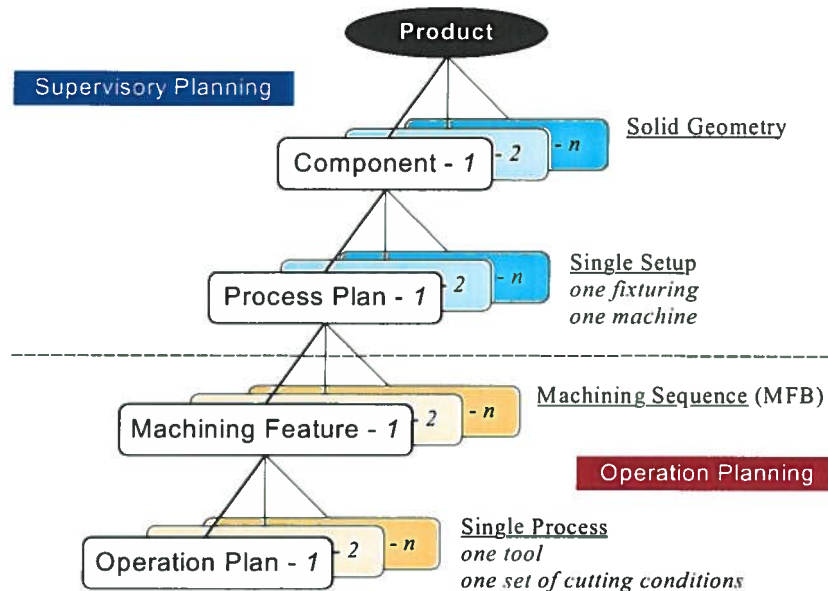 Product
Supervisory Planning
Solid Geometry
Component - 1
- 2
- n
Single Setup
one fixturing
one machine
Process Plan - 1
- 2
- n
Machining Sequence (MFB)
Machining Feature - 1
- 2
- n
Operation Planning
Single Process
one tool
one set of cutting conditions
Operation Plan - 1
- 2
- n